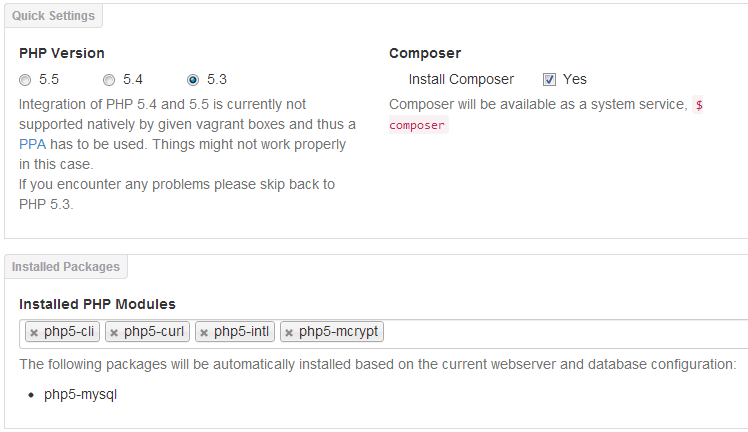 Quick Settings
PHP Version
5.5 5.4 5.3
Integration of PHP 5.4 and 5.5 is currently not
supported natively by given vagrant boxes and thus a
PPA has to be used. Things might not work properly
in this case.
If you encounter any problems please skip back to
PHP 5.3.
Composer
Install Composer Yes
Composer will be available as a system service, $
composer
Installed Packages
Installed PHP Modules
× php5-cli × php5-curl × php5-intl × php5-mcrypt
The following packages will be automatically installed based on the current webserver and database configuration:
• php5-mysql